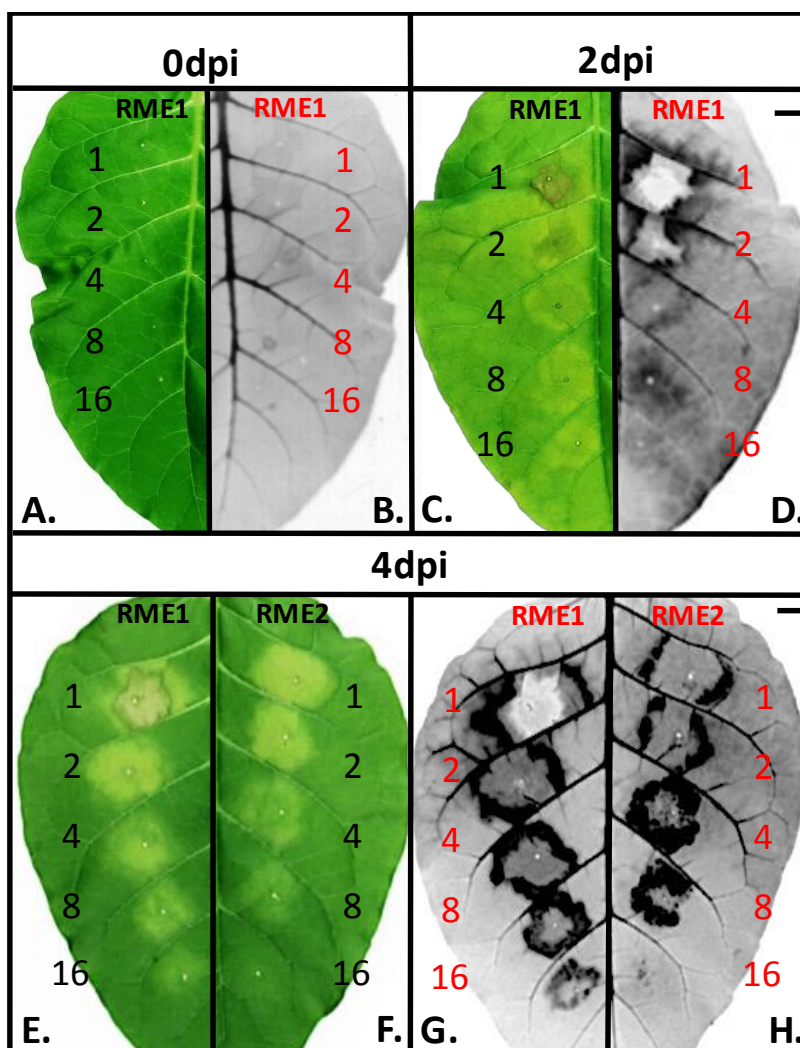 0dpi 2dpi
RME1 RME1 RME1 RME1
1 1 1 1
2 2 2 2
4 4 4 4
8 8 8 8
16 16 16 16
A. B. C. D.
4dpi
RME1 RME2 RME1 RME2
1 1 1 1
2 2 2 2
4 4 4 4
8 8 8 8
16 16 16 16
E. F. G. H.